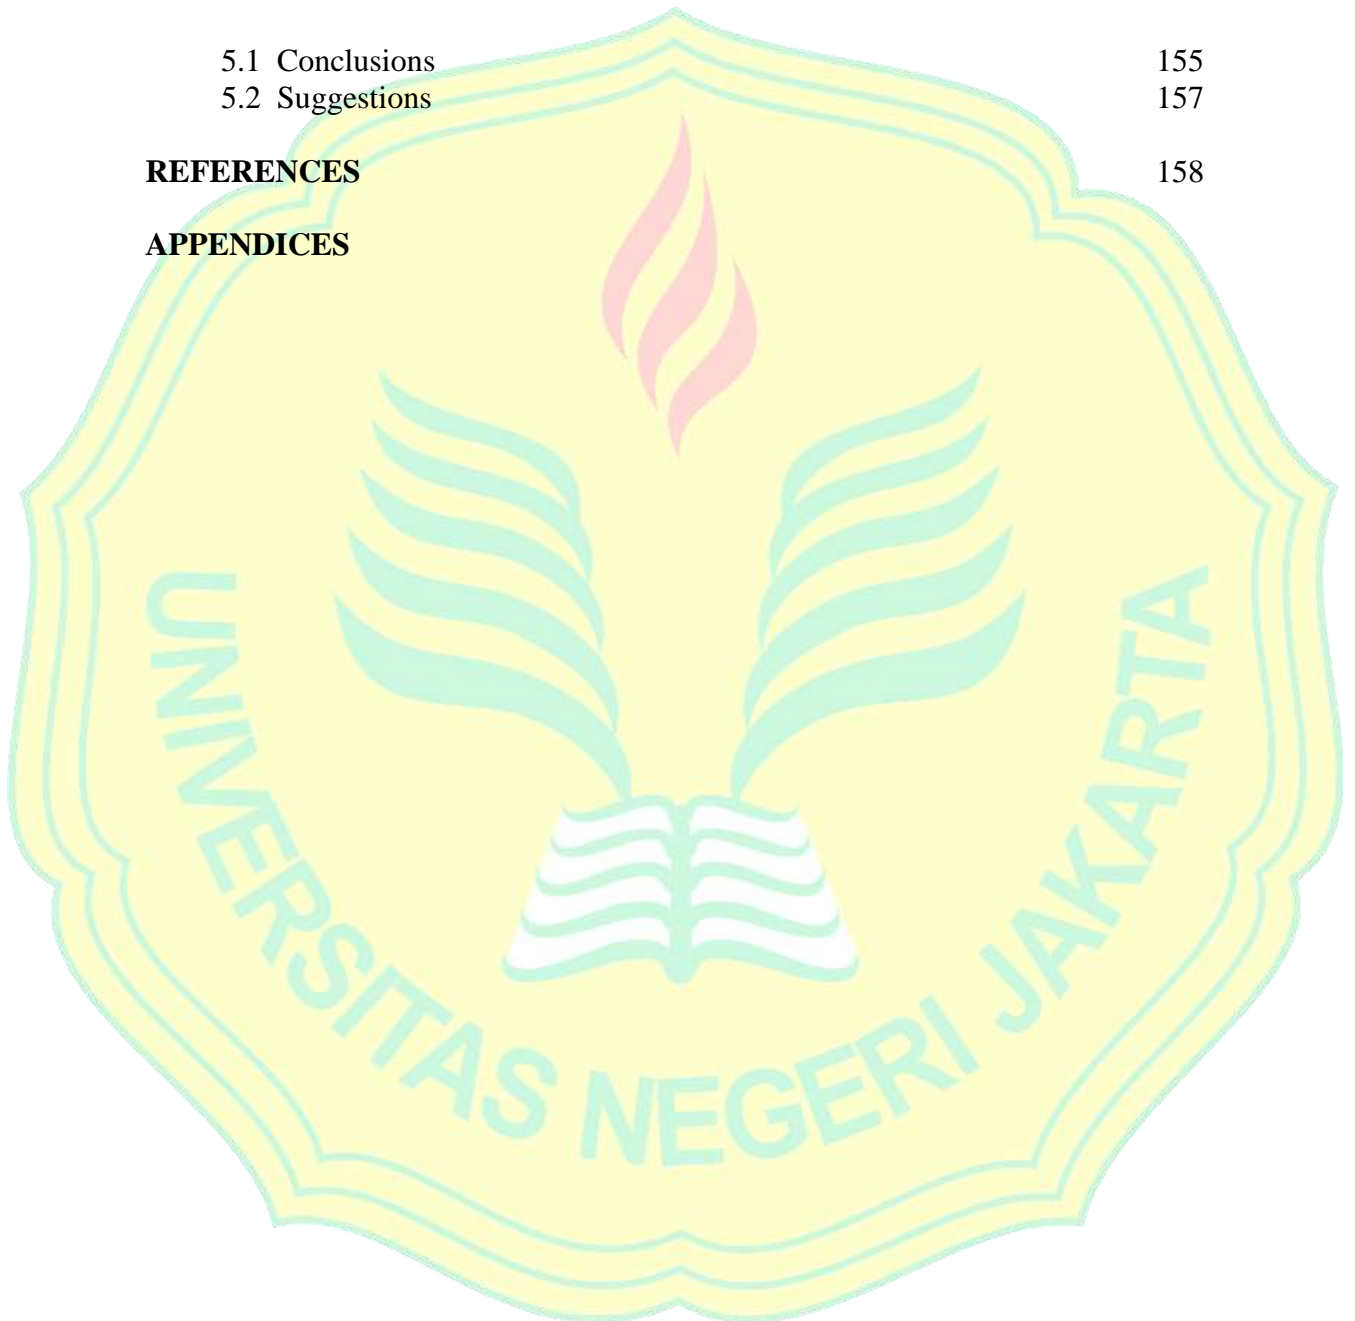 5.1 Conclusions 155
5.2 Suggestions 157
REFERENCES 158
APPENDICES
UNIVERSITAS NEGERI JAKARTA